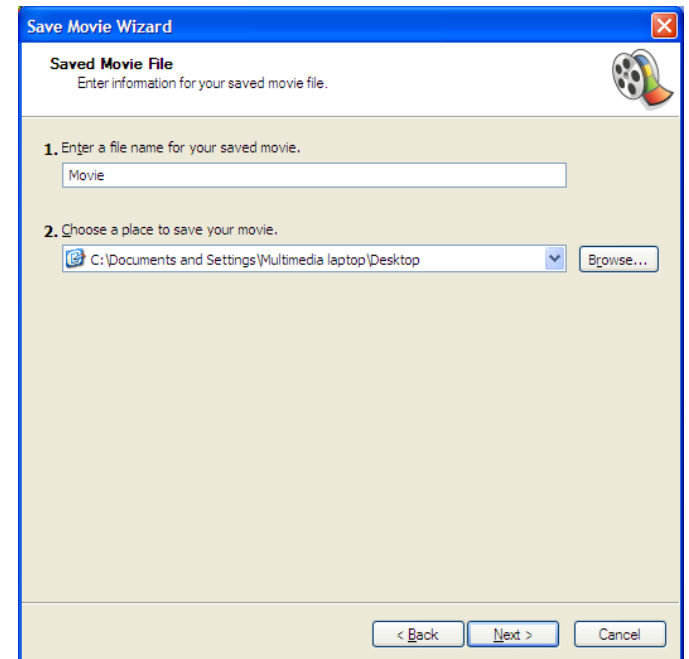 Save Movie Wizard
Saved Movie File
Enter information for your saved movie file.
1. Enter a file name for your saved movie.
Movie
2. Choose a place to save your movie.
C:\Documents and Settings\Multimedia laptop\Desktop Browse...
< Back Next > Cancel